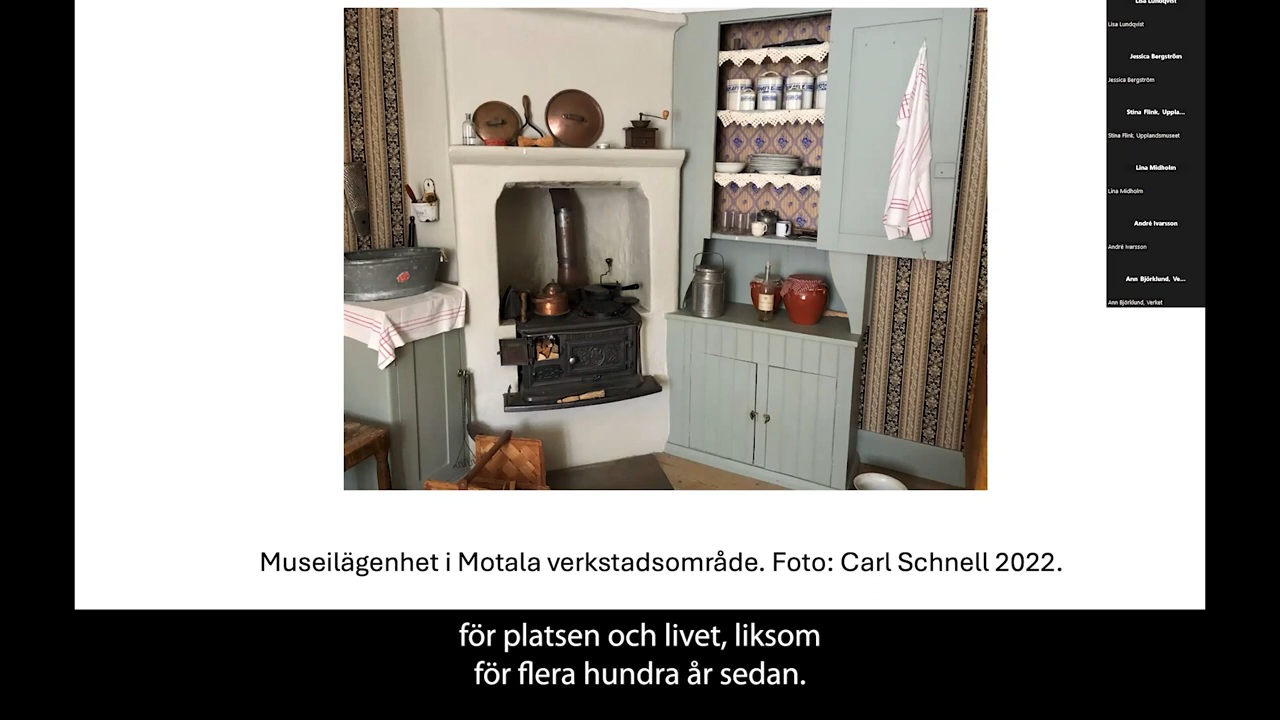 Lisa Lundqvist
Lisa Lundqvist
Jessica Bergström
Jessica Bergström
Stina Flink, Uppla...
Stina Flink, Upplandsmuseet
Lina Midholm
Lina Midholm
André Ivarsson
André Ivarsson
Ann Björklund, Ve...
Ann Björklund, Verket
Museilägenhet i Motala verkstadsområde. Foto: Carl Schnell 2022.
för platsen och livet, liksom
för flera hundra år sedan.